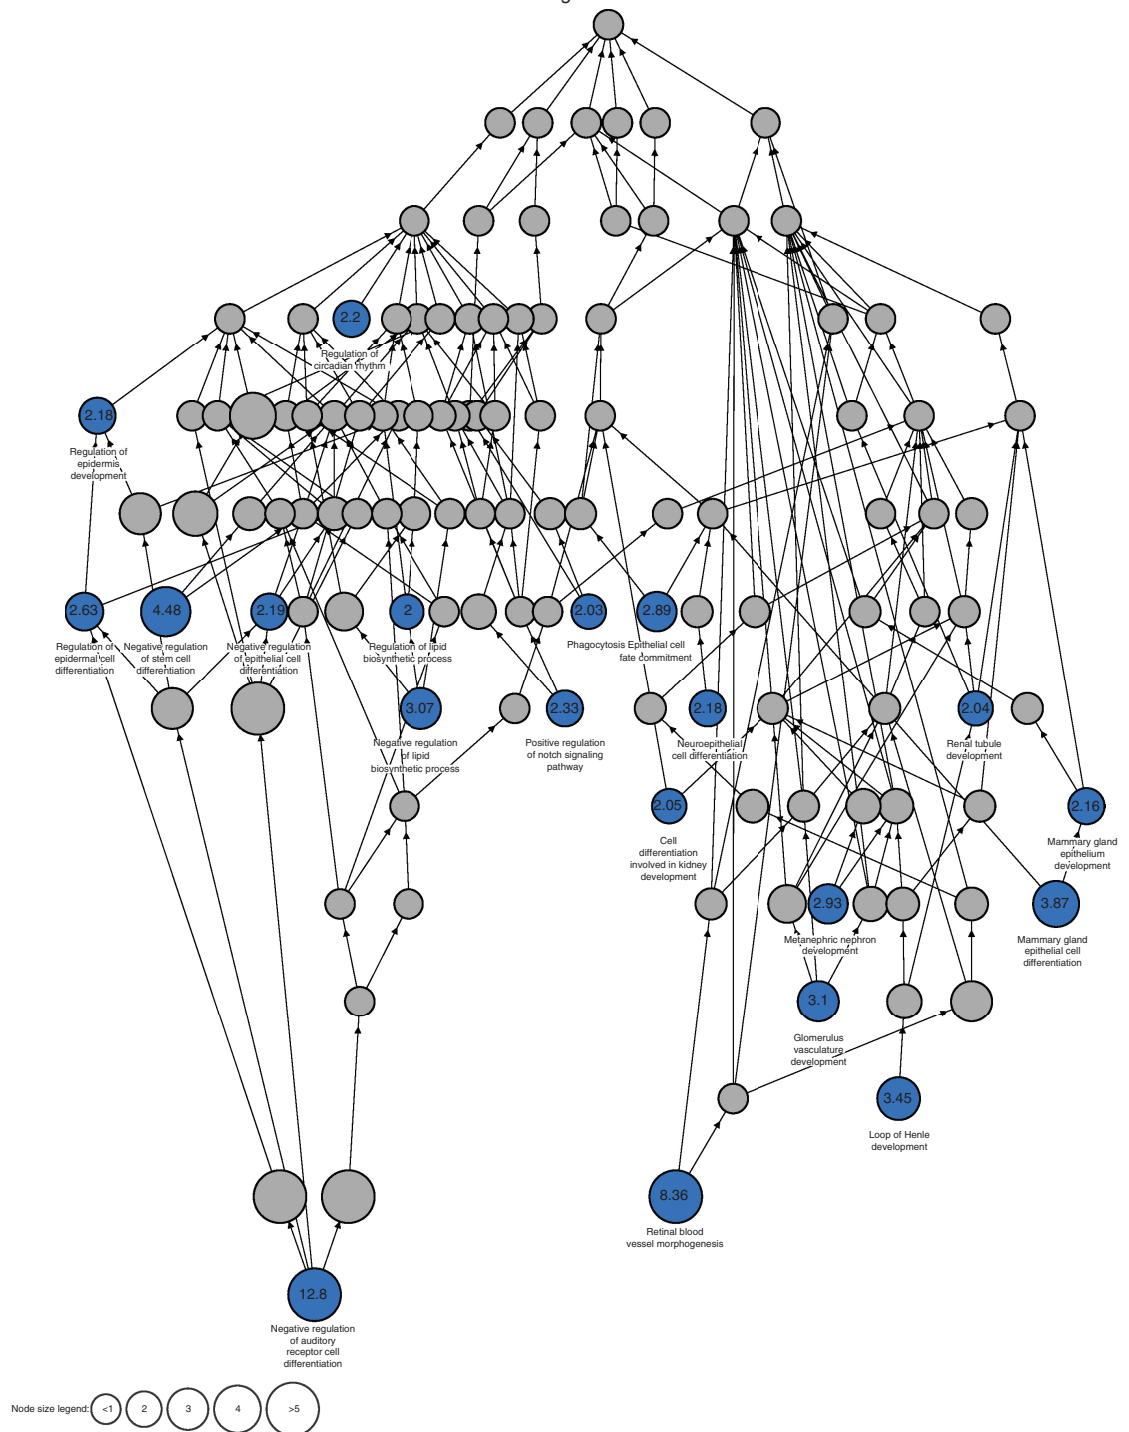 2.2
Regulation of
circadian rhythm
2.18
Regulation of
epidermis
development
2.63
4.48
2.19
2
2.03
2.89
Regulation of
epidermal cell
differentiation
Negative regulation
of stem cell
differentiation
Negative regulation
of epithelial cell
differentiation
Regulation of lipid
biosynthetic process
Phagocytosis
Epithelial cell
fate commitment
3.07
2.33
2.18
2.04
Negative regulation
of lipid
biosynthetic process
Positive regulation
of notch signaling
pathway
Neuroepithelial
cell differentiation
Renal tubule
development
2.05
2.16
Cell
differentiation
involved in kidney
development
Mammary gland
epithelium
development
2.93
3.87
Metanephric nephron
development
Mammary gland
epithelial cell
differentiation
3.1
Glomerulus
vasculature
development
3.45
Loop of Henle
development
8.36
Retinal blood
vessel morphogenesis
12.8
Negative regulation
of auditory
receptor cell
differentiation
Node size legend: <1 2 3 4 >5